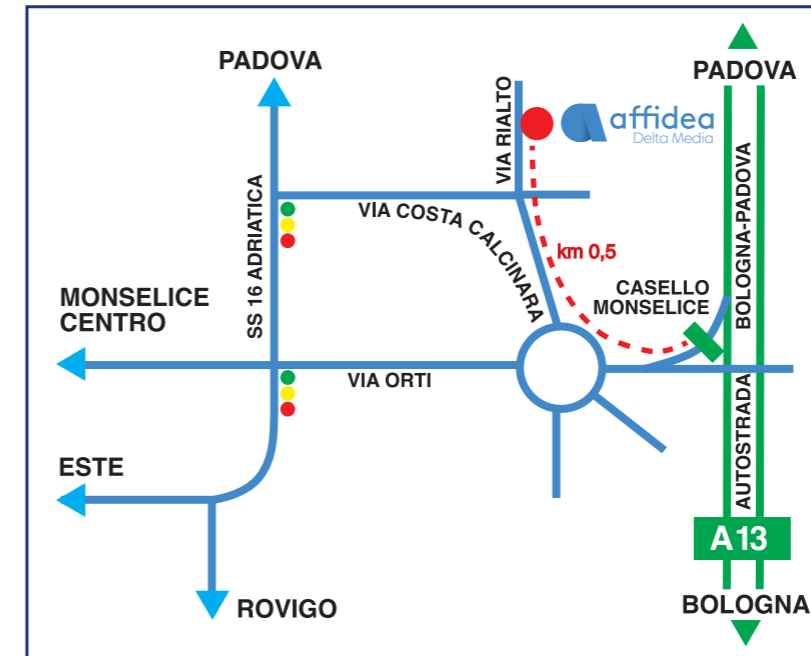 PADOVA
PADOVA
VIA RIALTO
affidea
Delta Media
VIA COSTA CALCINARA
SS 16 ADRIATICA
km 0,5
BOLOGNA-PADOVA
CASELLO
MONSELICE
MONSELICE
CENTRO
VIA ORTI
AUTOSTRADA
ESTE
A13
ROVIGO
BOLOGNA